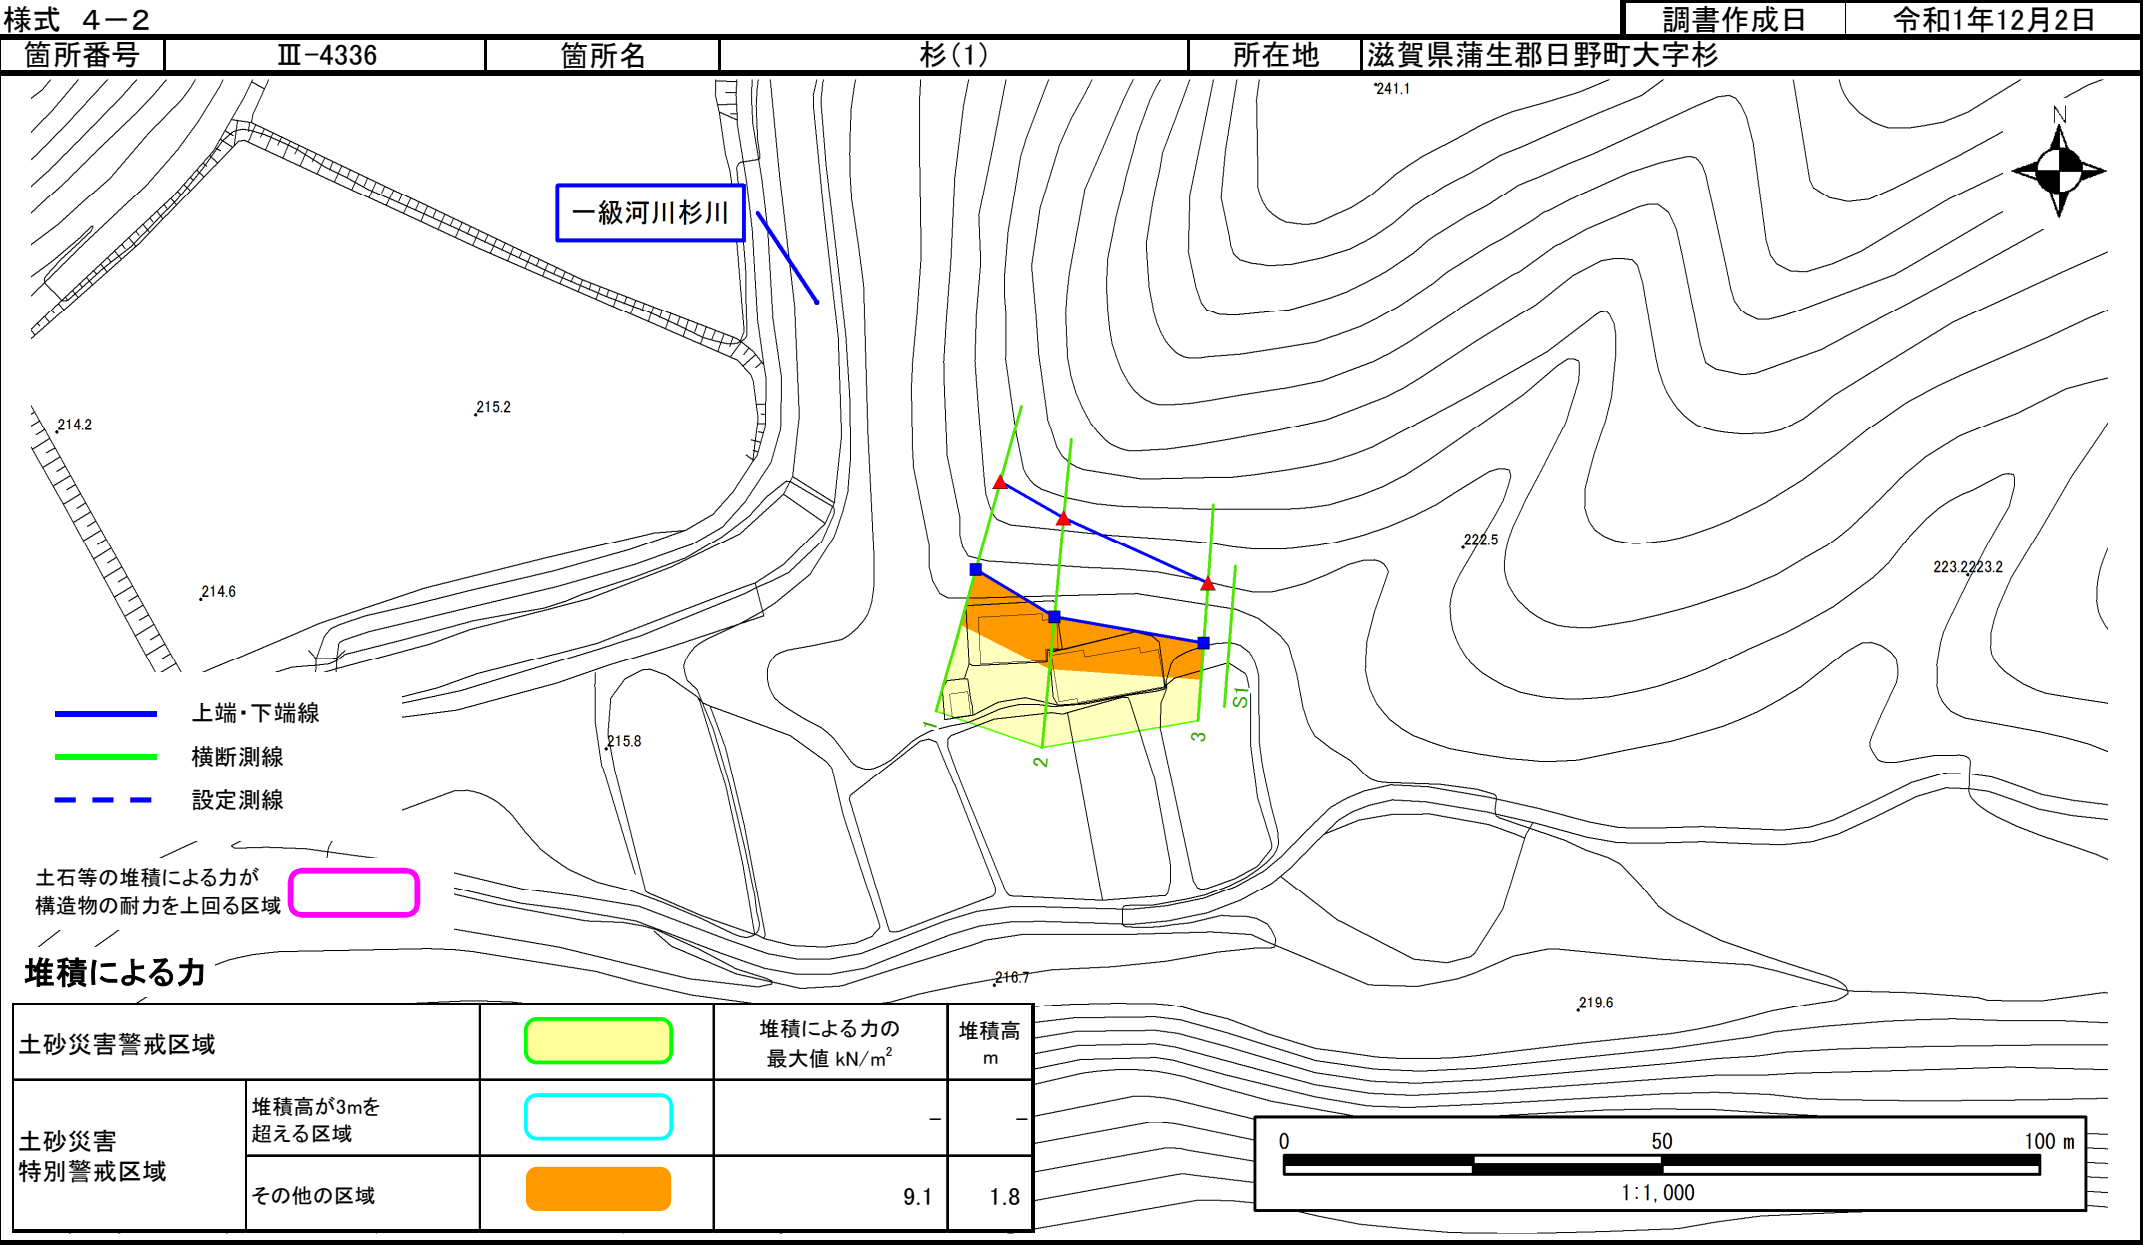 様式 4－2
調書作成日 令和1年12月2日
箇所番号 Ⅲ-4336 箇所名 杉(1) 所在地 滋賀県蒲生郡日野町大字杉
241.1
N
一級河川杉川
215.2
214.2
222.5
223.2 223.2
214.6
S1
上端・下端線
1
3
215.8
横断測線
2
設定測線
土石等の堆積による力が
構造物の耐力を上回る区域
堆積による力
216.7
219.6
土砂災害警戒区域
堆積による力の
最大値 kN/m²
堆積高
m
土砂災害
特別警戒区域
堆積高が3mを
超える区域
－ －
その他の区域
9.1 1.8
0 50 100 m
1:1,000